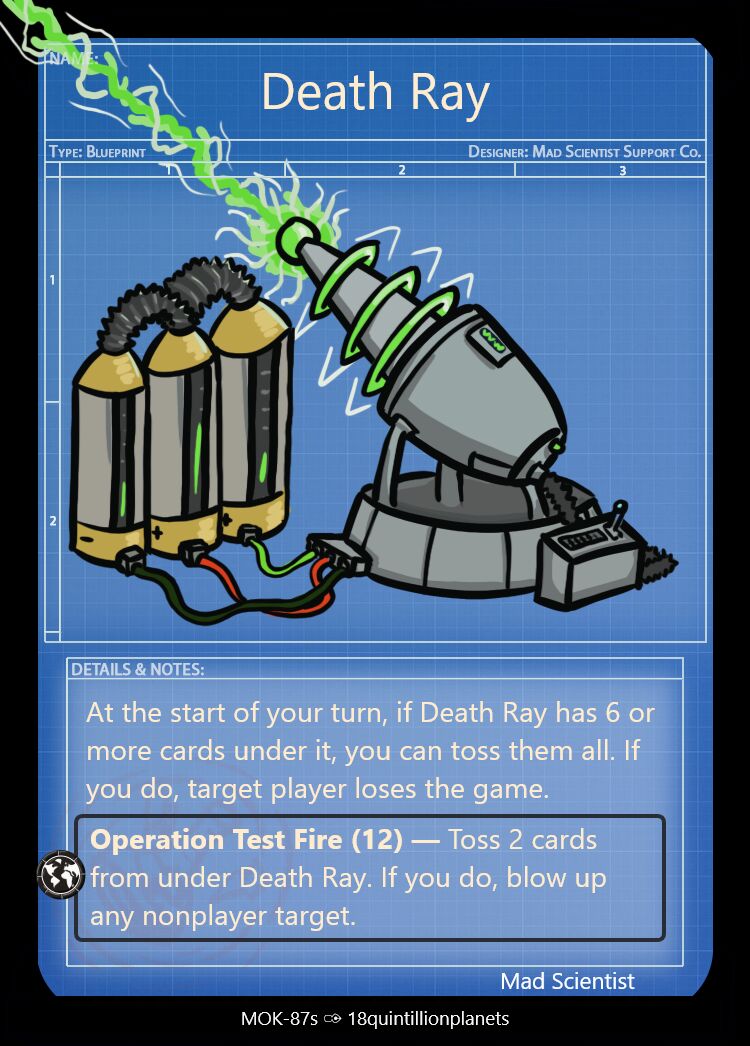 NAME:
Death Ray
TYPE: BLUEPRINT
DESIGNER: MAD SCIENTIST SUPPORT CO.
1 2 3
1
2
DETAILS & NOTES:
At the start of your turn, if Death Ray has 6 or
more cards under it, you can toss them all. If
you do, target player loses the game.
Operation Test Fire (12) — Toss 2 cards
from under Death Ray. If you do, blow up
any nonplayer target.
Mad Scientist
MOK-87s 18quintillionplanets